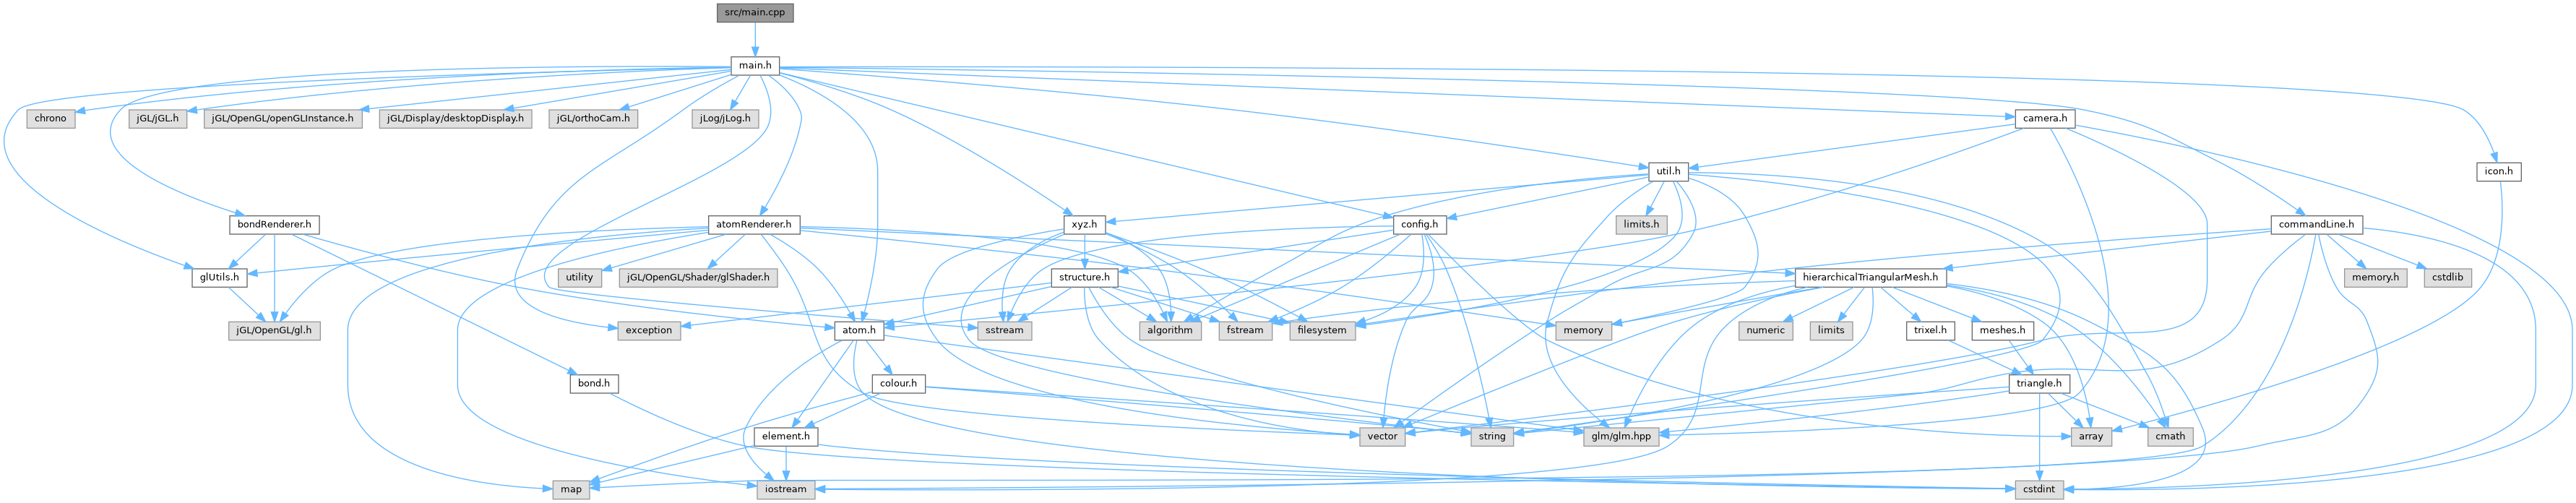 src/main.cpp
main.h
chrono
jGL/jGL.h
jGL/OpenGL/openGLInstance.h
jGL/Display/desktopDisplay.h
jGL/orthoCam.h
jLog/jLog.h
camera.h
util.h
icon.h
bondRenderer.h
atomRenderer.h
xyz.h
config.h
limits.h
commandLine.h
glUtils.h
utility
jGL/OpenGL/Shader/glShader.h
structure.h
hierarchicalTriangularMesh.h
memory.h
cstdlib
jGL/OpenGL/gl.h
exception
atom.h
sstream
algorithm
fstream
filesystem
memory
numeric
limits
trixel.h
meshes.h
bond.h
colour.h
triangle.h
element.h
vector
string
glm/glm.hpp
array
cmath
map
iostream
cstdint